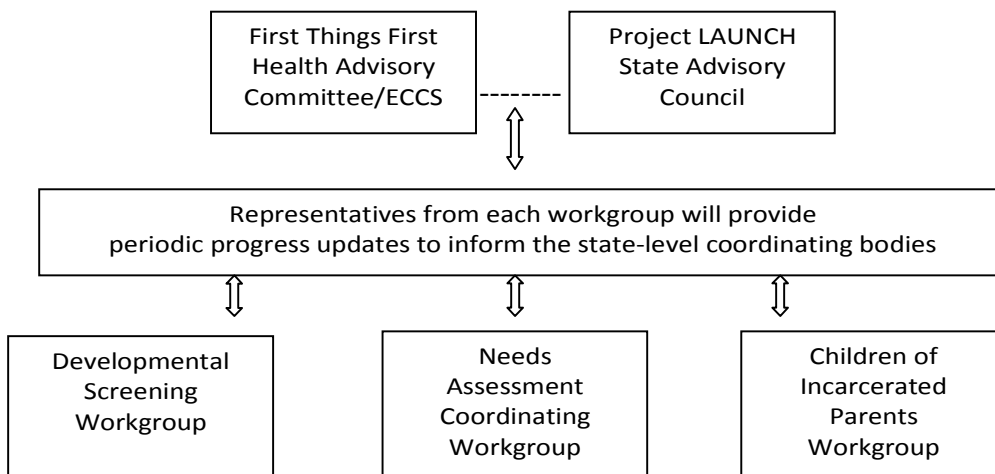 First Things First
Health Advisory
Committee/ECCS
Project LAUNCH
State Advisory
Council
Representatives from each workgroup will provide
periodic progress updates to inform the state-level coordinating bodies
Developmental
Screening
Workgroup
Needs
Assessment
Coordinating
Workgroup
Children of
Incarcerated
Parents
Workgroup